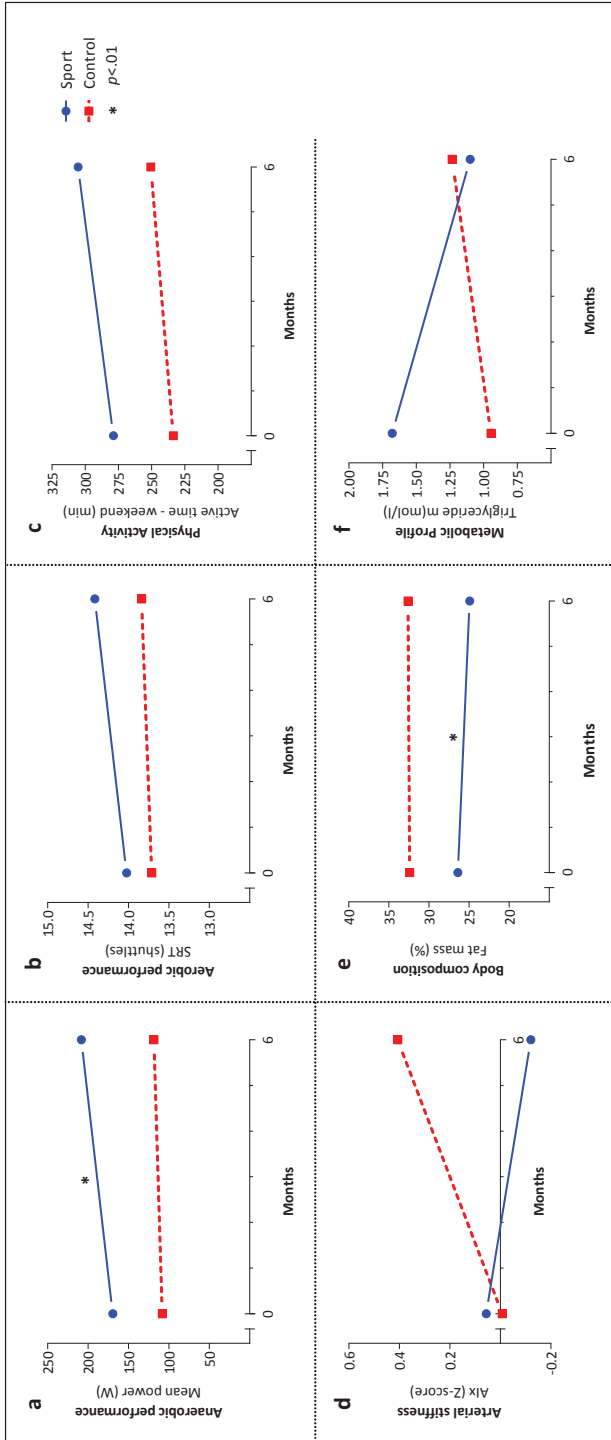 a
Anaerobic performance
Mean power (W)
250
200
150
100
50
0
6
Months
*
b
Aerobic performance
SRT (shuttles)
15.0
14.5
14.0
13.5
13.0
0
6
Months
c
Physical Activity
Active time - weekend (min)
325
300
275
250
225
200
0
6
Months
Sport
Control
* p<.01
d
Arterial stiffness
AIx (Z-score)
0.6
0.4
0.2
-0.2
0
6
Months
e
Body composition
Fat mass (%)
40
35
30
25
20
0
6
Months
*
f
Metabolic Profile
Triglyceride m(mol/l)
2.00
1.75
1.50
1.25
1.00
0.75
0
6
Months